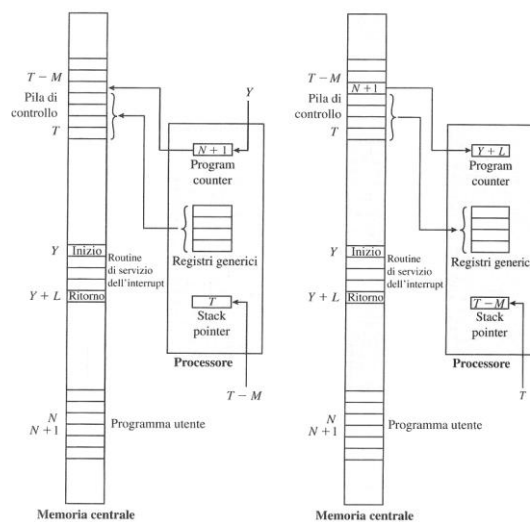 T – M
Pila di
controllo
T
Y
N + 1
Program
counter
Registri generici
Y
Inizio
Routine
di servizio
dell'interrupt
Y + L
Ritorno
T
Stack
pointer
Processore
T – M
N
N + 1
Programma utente
Memoria centrale
T – M
N + 1
Pila di
controllo
T
Y + L
Program
counter
Registri generici
Y
Inizio
Routine
di servizio
dell'interrupt
Y + L
Ritorno
T – M
Stack
pointer
Processore
T
N
N + 1
Programma utente
Memoria centrale